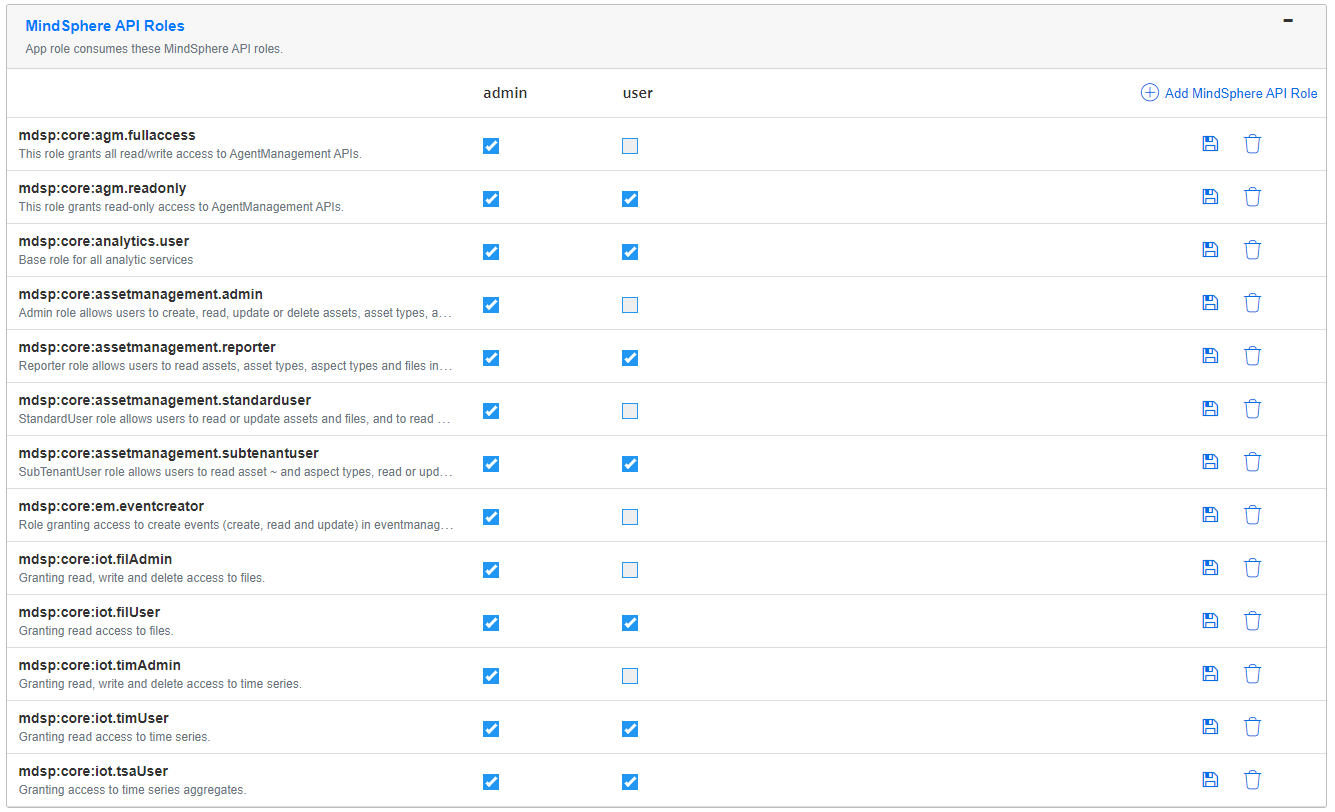 MindSphere API Roles
App role consumes these MindSphere API roles.
admin user Add MindSphere API Role
mdsp:core:agm.fullaccess
This role grants all read/write access to AgentManagement APIs.
mdsp:core:agm.readonly
This role grants read-only access to AgentManagement APIs.
mdsp:core:analytics.user
Base role for all analytic services
mdsp:core:assetmanagement.admin
Admin role allows users to create, read, update or delete assets, asset types, a...
mdsp:core:assetmanagement.reporter
Reporter role allows users to read assets, asset types, aspect types and files in...
mdsp:core:assetmanagement.standarduser
StandardUser role allows users to read or update assets and files, and to read ...
mdsp:core:assetmanagement.subtenantuser
SubTenantUser role allows users to read asset ~ and aspect types, read or upd...
mdsp:core:em.eventcreator
Role granting access to create events (create, read and update) in eventmanag...
mdsp:core:iot.filAdmin
Granting read, write and delete access to files.
mdsp:core:iot.filUser
Granting read access to files.
mdsp:core:iot.timAdmin
Granting read, write and delete access to time series.
mdsp:core:iot.timUser
Granting read access to time series.
mdsp:core:iot.tsaUser
Granting access to time series aggregates.